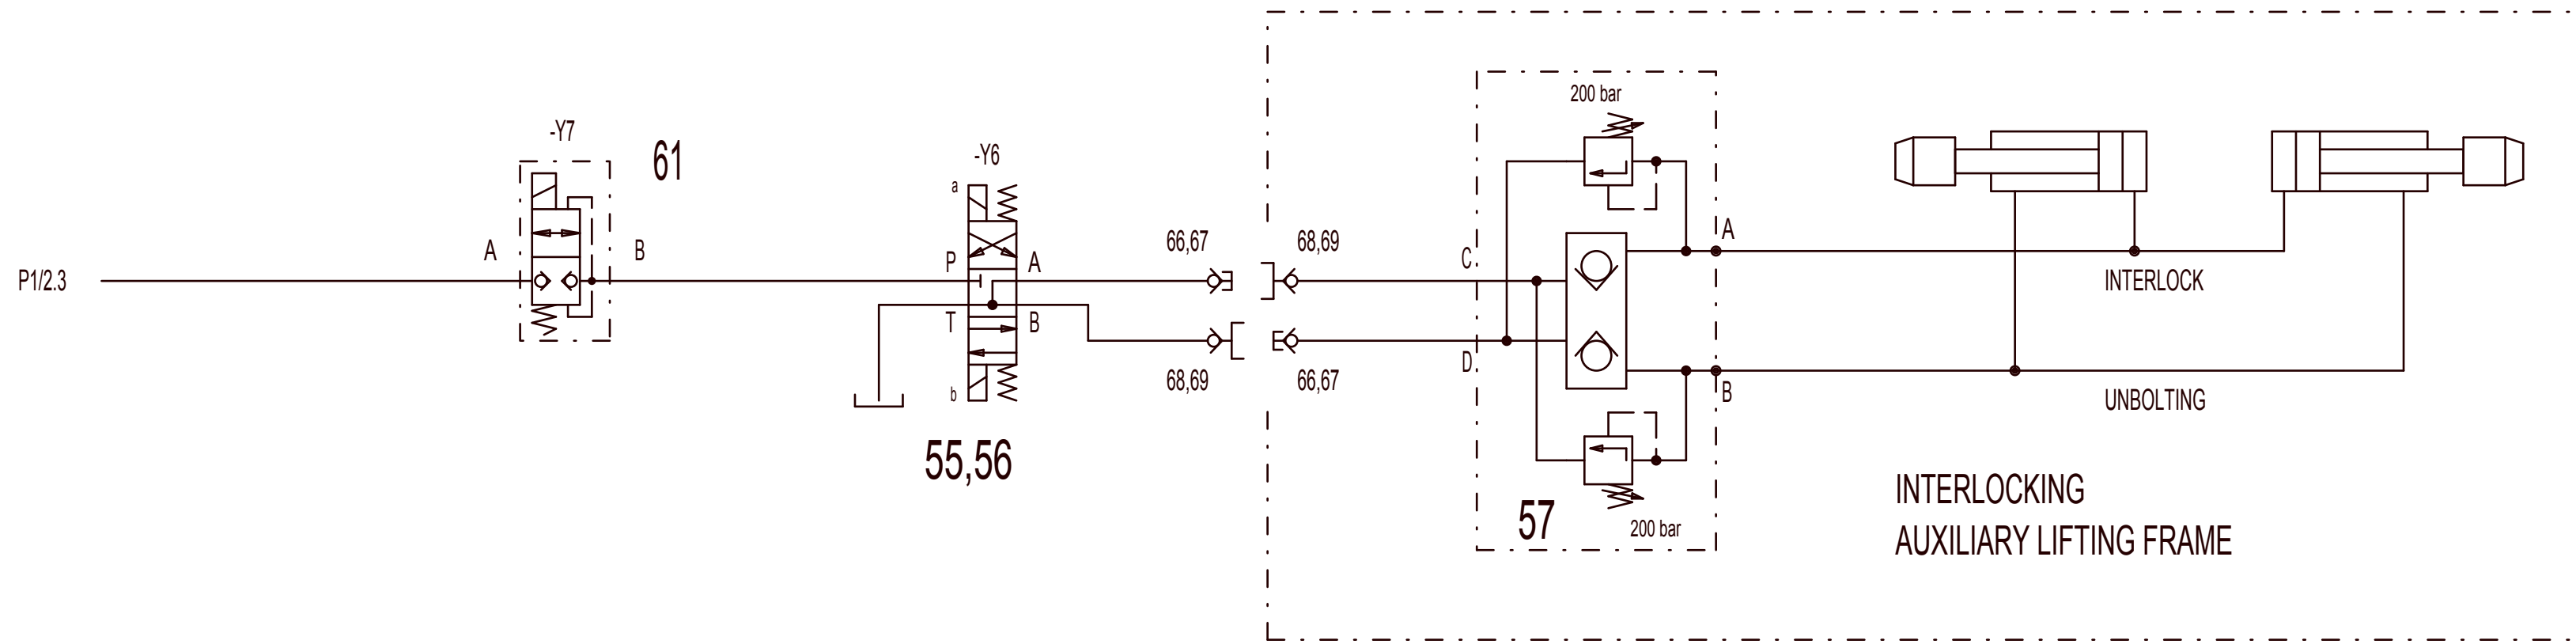 200 bar
-Y7
61
-Y6
a
A
B
P
A
66,67
68,69
C
A
P1/2.3
INTERLOCK
T
B
D
68,69
66,67
b
B
UNBOLTING
55,56
57
200 bar
INTERLOCKING
AUXILIARY LIFTING FRAME